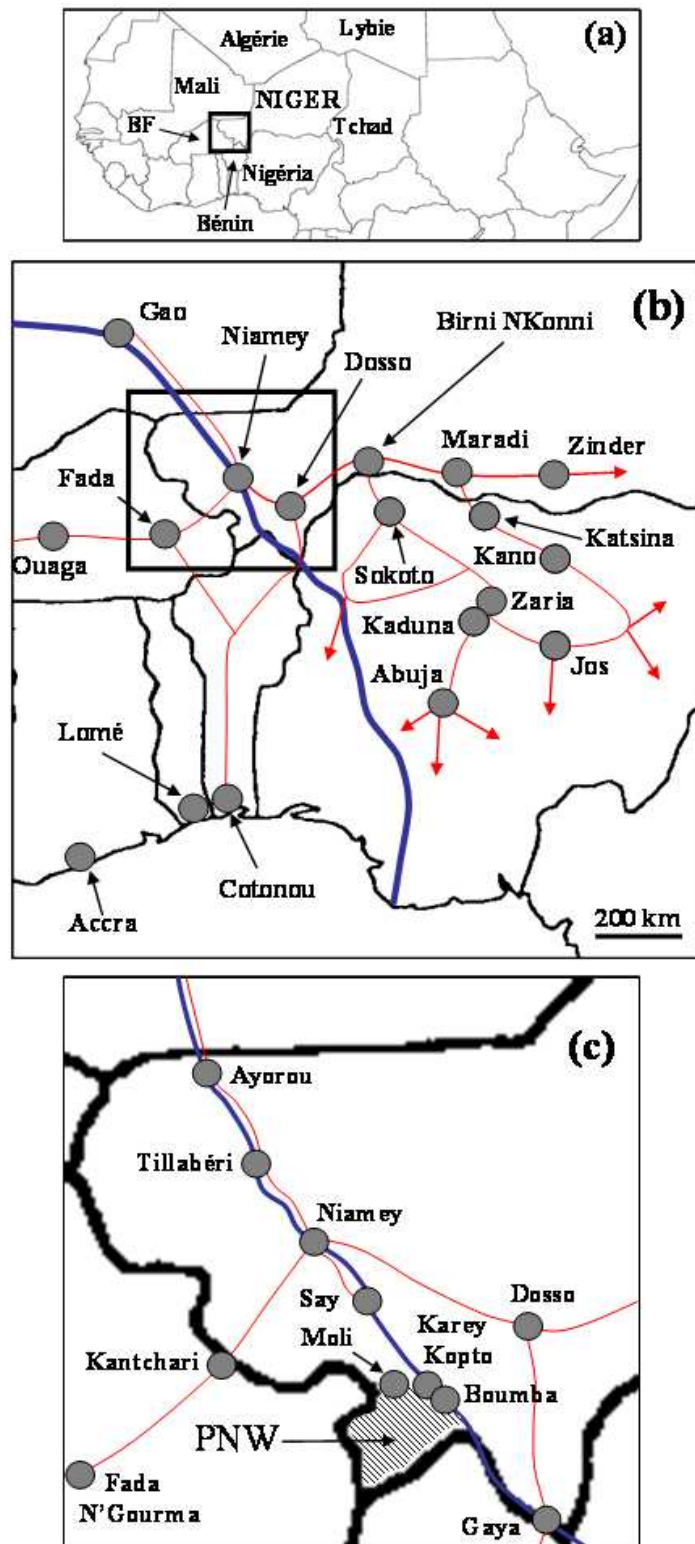 (a)
Algérie
Lybie
Mali
NIGER
BF
Tchad
Nigéria
Bénin
(b)
Gao
Niamey
Birni NKonni
Dosso
Maradi
Zinder
Fada
Ouaga
Katsina
Sokoto
Kano
Zaria
Kaduna
Abuja
Jos
Lomé
Cotonou
Accra
200 km
(c)
Ayorou
Tillabéri
Niamey
Say
Dosso
Karey
Kopto
Moli
Kantchari
Boumba
PNW
Fada
N'Gourma
Gaya